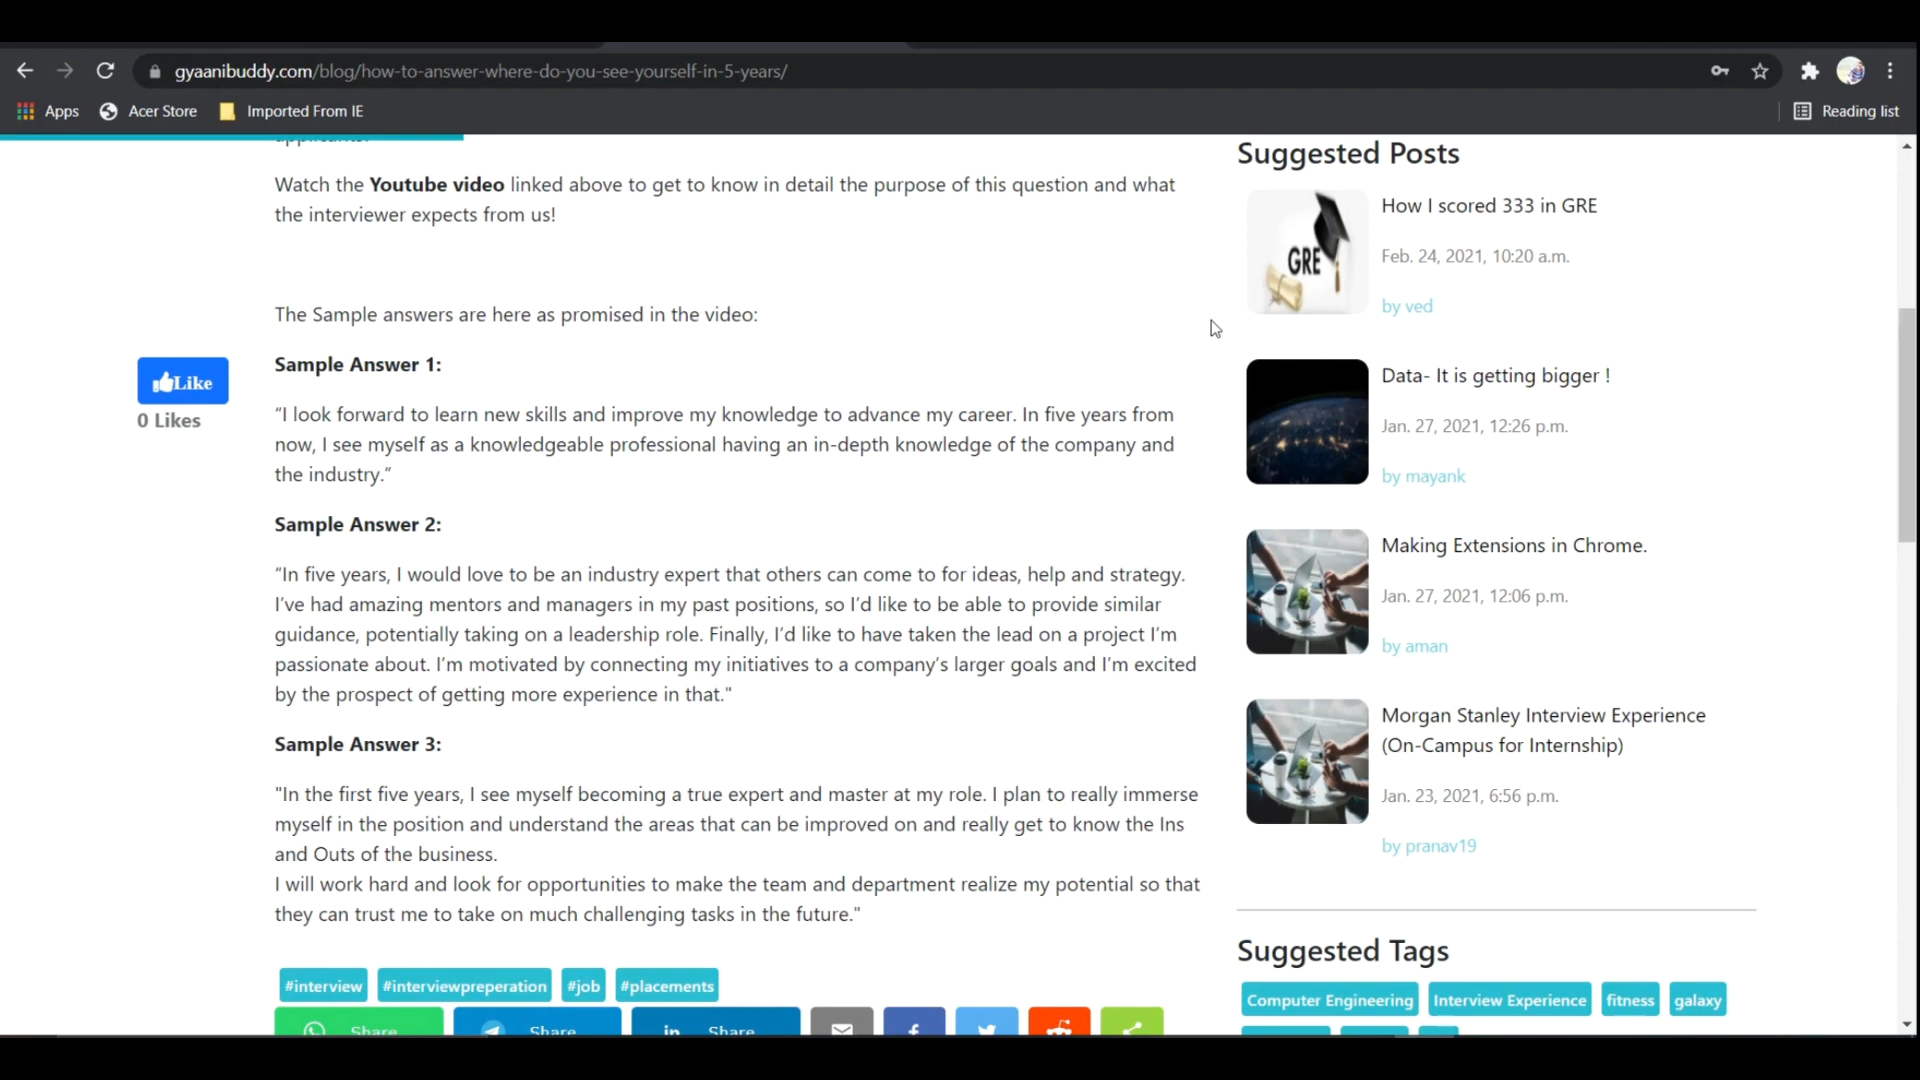 gyaanibuddy.com/blog/how-to-answer-where-do-you-see-yourself-in-5-years/
Apps
Acer Store
Imported From IE
Reading list
Watch the Youtube video linked above to get to know in detail the purpose of this question and what
the interviewer expects from us!
The Sample answers are here as promised in the video:
Like
0 Likes
Sample Answer 1:
“I look forward to learn new skills and improve my knowledge to advance my career. In five years from
now, I see myself as a knowledgeable professional having an in-depth knowledge of the company and
the industry.”
Sample Answer 2:
“In five years, I would love to be an industry expert that others can come to for ideas, help and strategy.
I’ve had amazing mentors and managers in my past positions, so I’d like to be able to provide similar
guidance, potentially taking on a leadership role. Finally, I’d like to have taken the lead on a project I’m
passionate about. I’m motivated by connecting my initiatives to a company’s larger goals and I’m excited
by the prospect of getting more experience in that."
Sample Answer 3:
"In the first five years, I see myself becoming a true expert and master at my role. I plan to really immerse
myself in the position and understand the areas that can be improved on and really get to know the Ins
and Outs of the business.
I will work hard and look for opportunities to make the team and department realize my potential so that
they can trust me to take on much challenging tasks in the future."
#interview #interviewpreperation #job #placements
Share Share Share
Suggested Posts
GRE
How I scored 333 in GRE
Feb. 24, 2021, 10:20 a.m.
by ved
Data- It is getting bigger !
Jan. 27, 2021, 12:26 p.m.
by mayank
Making Extensions in Chrome.
Jan. 27, 2021, 12:06 p.m.
by aman
Morgan Stanley Interview Experience
(On-Campus for Internship)
Jan. 23, 2021, 6:56 p.m.
by pranav19
Suggested Tags
Computer Engineering Interview Experience fitness galaxy